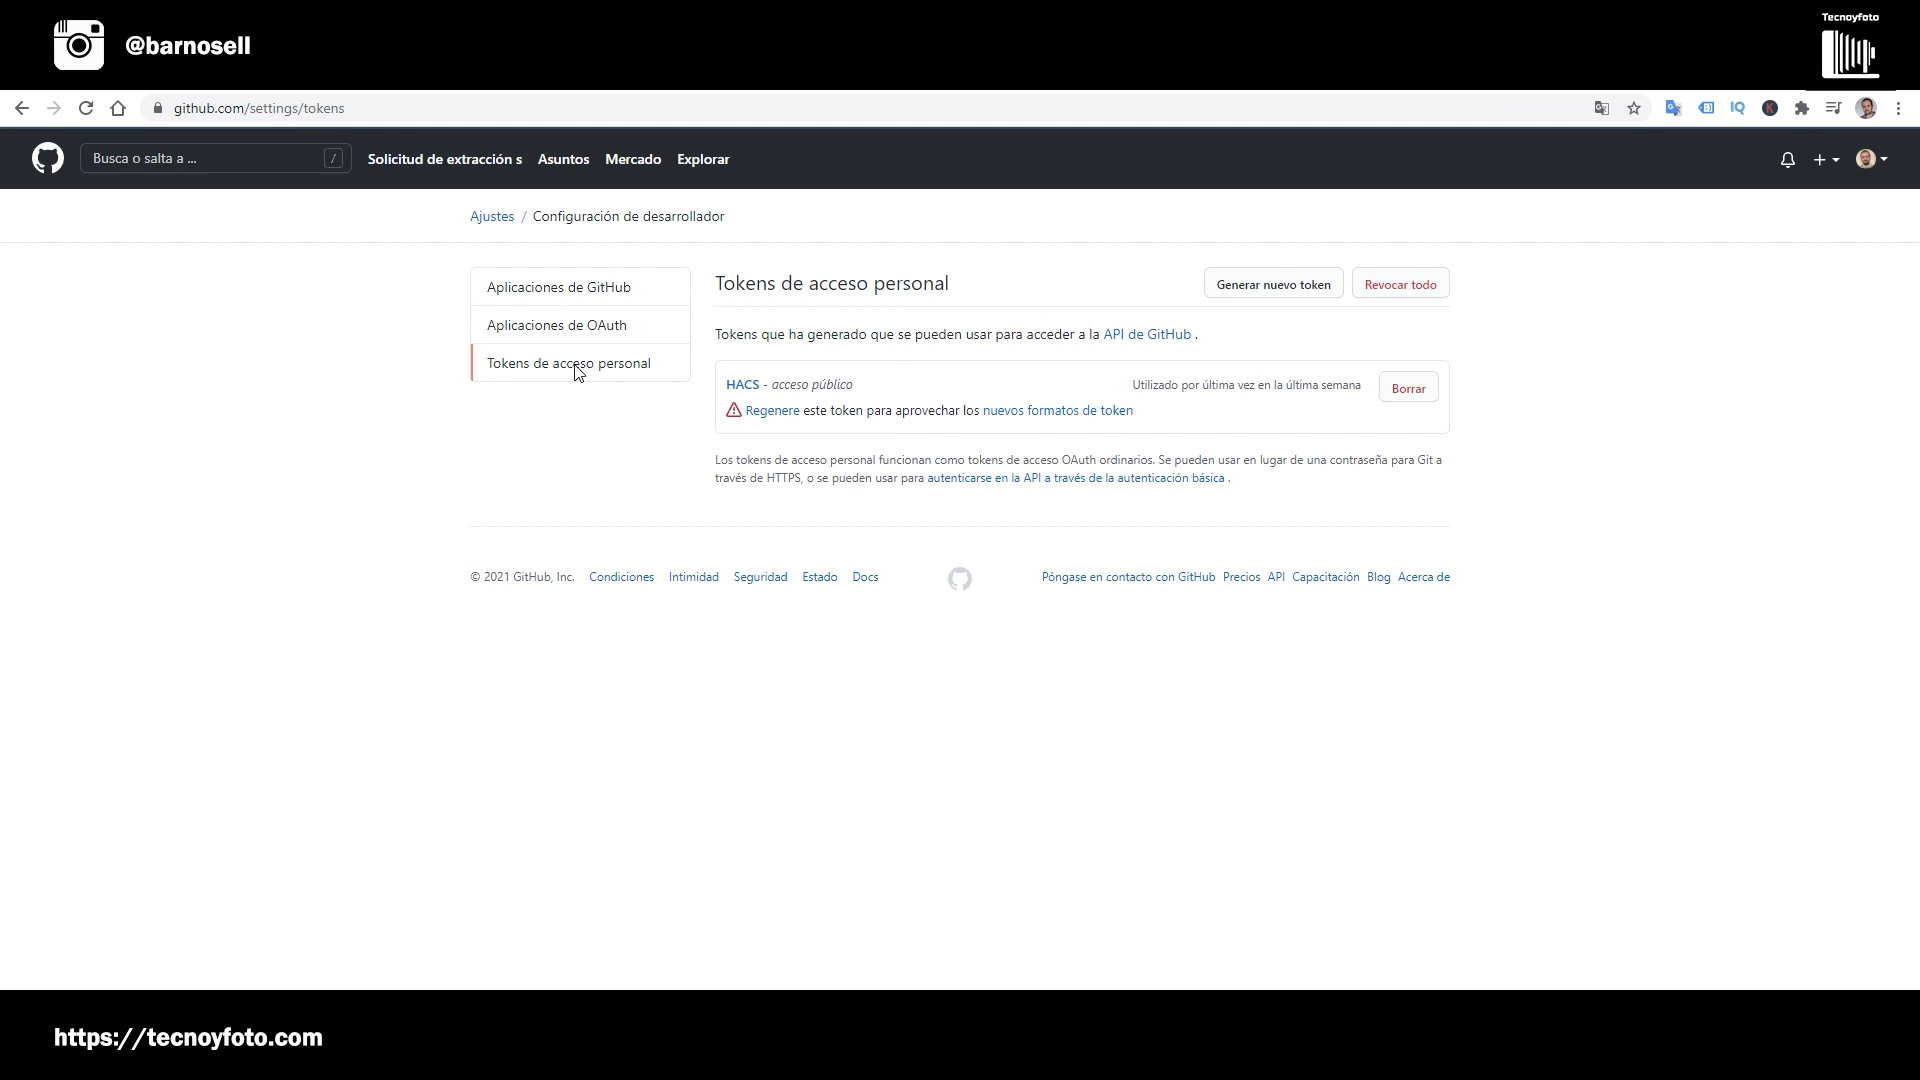 @barnosell
Tecnoyfoto
github.com/settings/tokens
IQ
K
Busca o salta a ...
/
Solicitud de extracción s
Asuntos
Mercado
Explorar
Ajustes / Configuración de desarrollador
Aplicaciones de GitHub
Aplicaciones de OAuth
Tokens de acceso personal
Tokens de acceso personal
Generar nuevo token
Revocar todo
Tokens que ha generado que se pueden usar para acceder a la API de GitHub .
HACS - acceso público
Utilizado por última vez en la última semana
Borrar
Regenere este token para aprovechar los nuevos formatos de token
Los tokens de acceso personal funcionan como tokens de acceso OAuth ordinarios. Se pueden usar en lugar de una contraseña para Git a
través de HTTPS, o se pueden usar para autenticarse en la API a través de la autenticación básica .
© 2021 GitHub, Inc. Condiciones Intimidad Seguridad Estado Docs
Póngase en contacto con GitHub Precios API Capacitación Blog Acerca de
https://tecnoyfoto.com